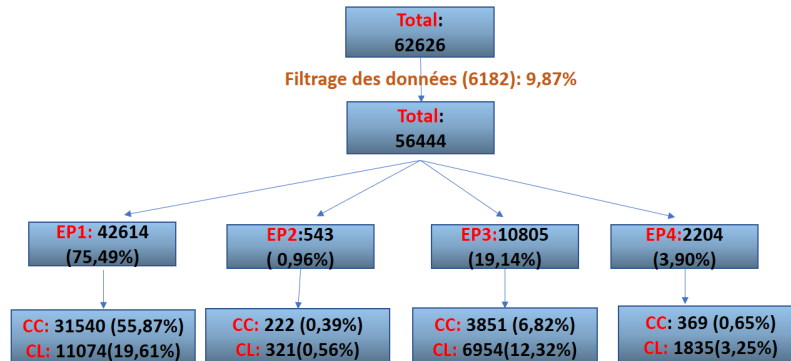 Total:
62626
Filtrage des données (6182): 9,87%
Total:
56444
EP1: 42614
(75,49%)
EP2:543
( 0,96%)
EP3:10805
(19,14%)
EP4:2204
(3,90%)
CC: 31540 (55,87%)
CL: 11074(19,61%)
CC: 222 (0,39%)
CL: 321(0,56%)
CC: 3851 (6,82%)
CL: 6954(12,32%)
CC: 369 (0,65%)
CL: 1835(3,25%)